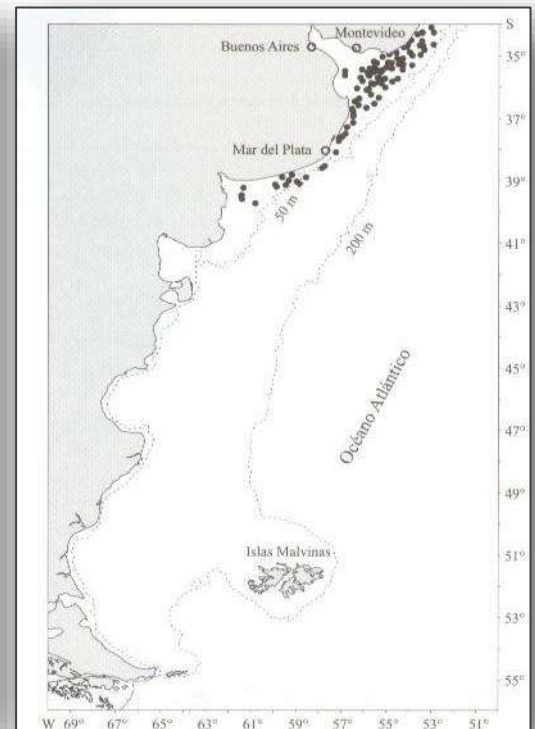 S
Montevideo
Buenos Aires
35°
37°
Mar del Plata
39°
50 m
200 m
41°
43°
45°
Océano Atlántico
47°
49°
Islas Malvinas
51°
53°
55°
W 69° 67° 65° 63° 61° 59° 57° 55° 53° 51°